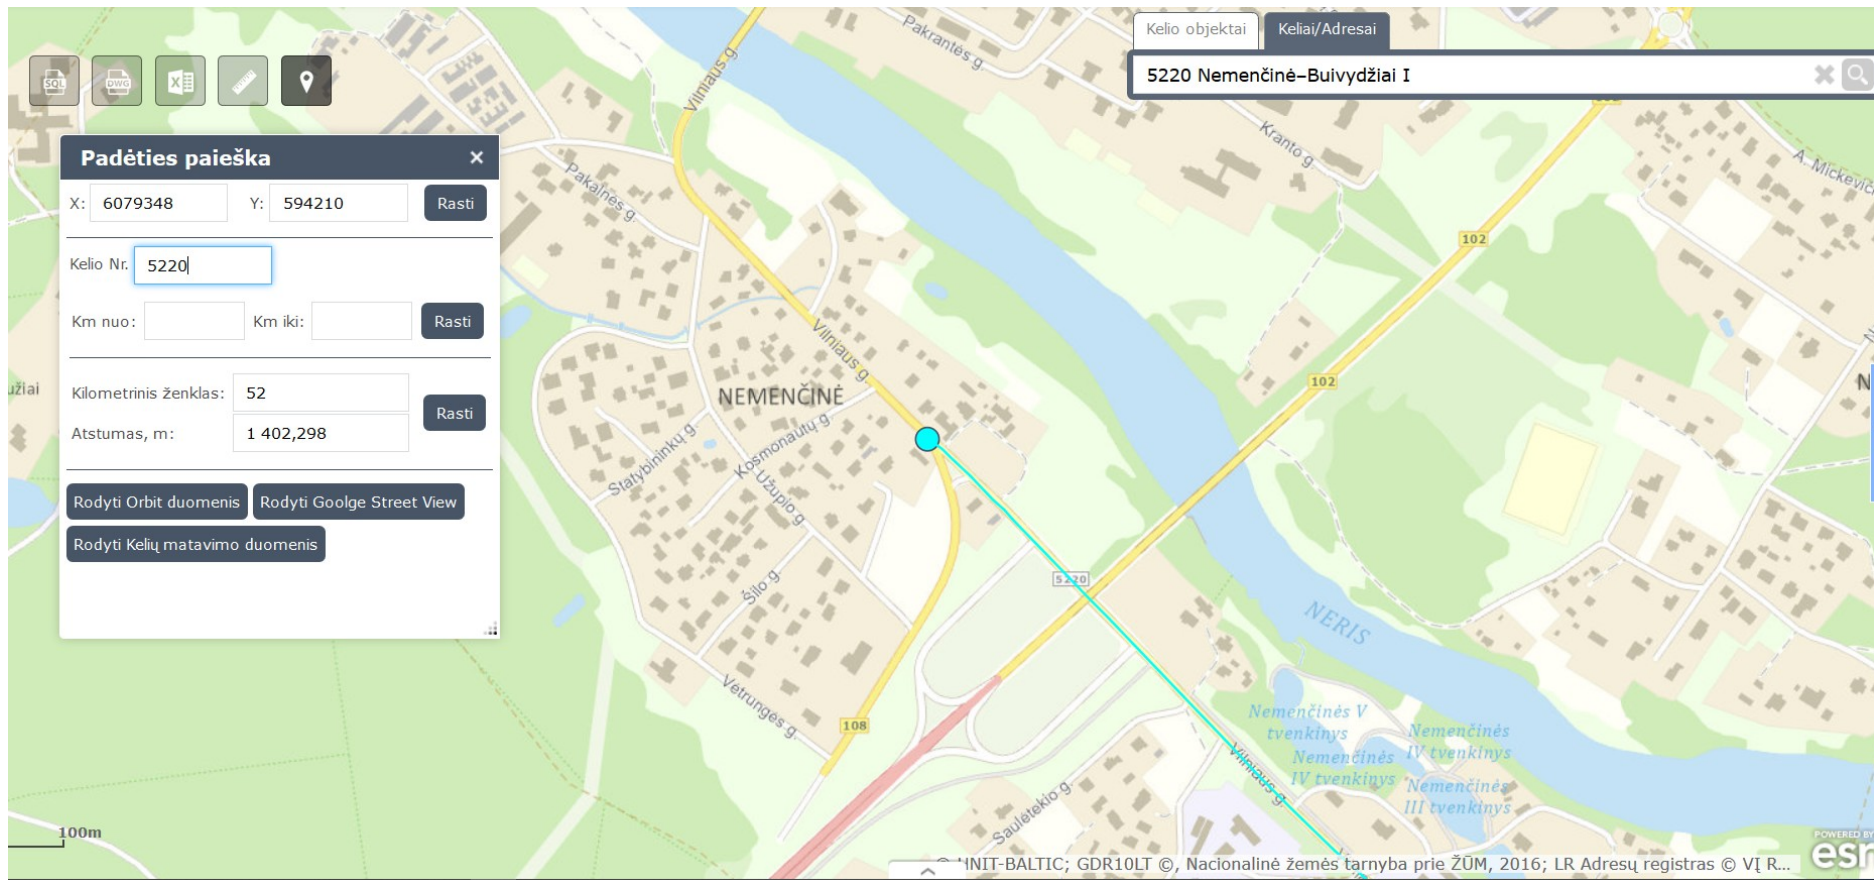 Kelio objektai
Keliai/Adresai
5220 Nemenčinė–Buivydžiai I
SQL
DWG
X
Padėties paieška
×
X: 6079348 Y: 594210 Rasti
Kelio Nr. 5220
Km nuo: Km iki: Rasti
Kilometrinis ženklas: 52
Atstumas, m: 1 402,298
Rasti
Rodyti Orbit duomenis
Rodyti Goolge Street View
Rodyti Kelių matavimo duomenis
Pakrantės g.
Vilniaus g.
Kranto g.
A. Mickevič
Pakalnės g.
102
Vilniaus g.
102
NEMENČINĖ
užiai
N
Kosmonautų g.
Statybininkų g.
Užupio g.
Šilo g.
5220
NERIS
Vėtrungės g.
108
Nemenčinės V
tvenkinys
Nemenčinės
IV tvenkinys
Nemenčinės
IV tvenkinys
Nemenčinės
III tvenkinys
Vilniaus g.
Saulėtekio g.
100m
POWERED BY
esr
© HNIT-BALTIC; GDR10LT ©, Nacionalinė žemės tarnyba prie ŽŪM, 2016; LR Adresų registras © VĮ R...